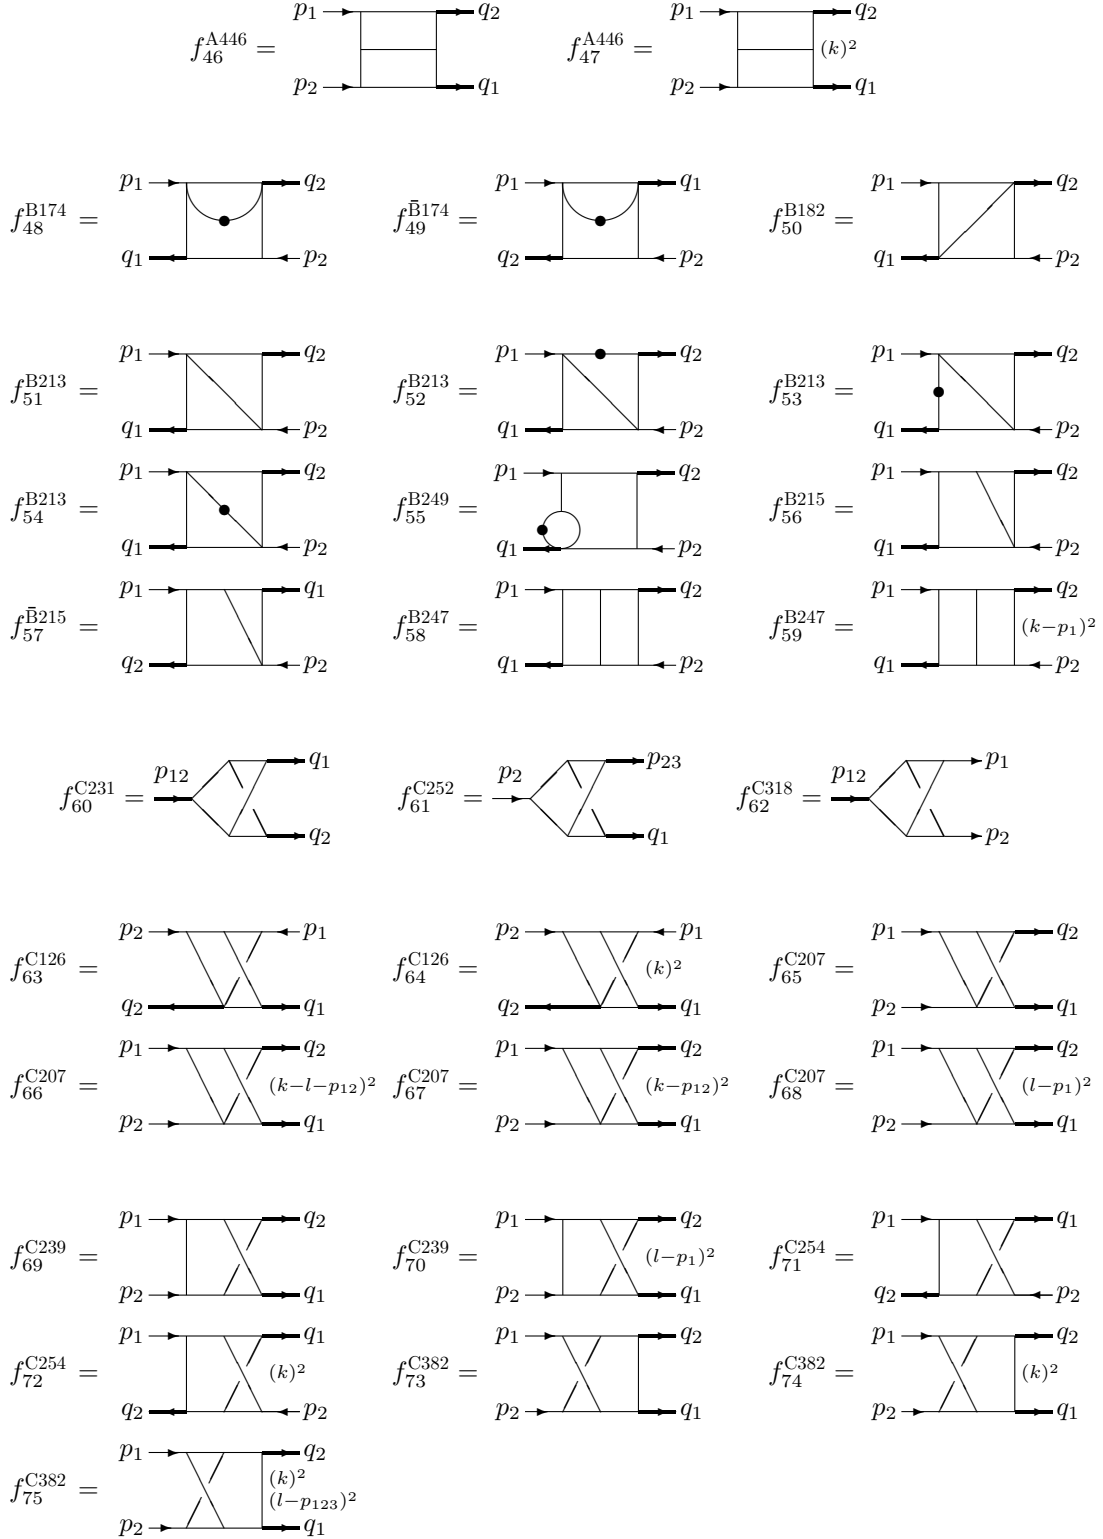 f_{46}^{A446} = p_1 p_2 q_2 q_1 f_{47}^{A446} = p_1 p_2 (k)^2 q_2 q_1
f_{48}^{B174} = p_1 q_1 q_2 p_2 f_{49}^{\bar{B}174} = p_1 q_2 q_1 p_2 f_{50}^{B182} = p_1 q_1 q_2 p_2
f_{51}^{B213} = p_1 q_1 q_2 p_2 f_{52}^{B213} = p_1 q_1 q_2 p_2 f_{53}^{B213} = p_1 q_1 q_2 p_2
f_{54}^{B213} = p_1 q_1 q_2 p_2 f_{55}^{B249} = p_1 q_1 q_2 p_2 f_{56}^{B215} = p_1 q_1 q_2 p_2
f_{57}^{\bar{B}215} = p_1 q_2 q_1 p_2 f_{58}^{B247} = p_1 q_1 q_2 p_2 f_{59}^{B247} = p_1 q_1 (k-p_1)^2 q_2 p_2
f_{60}^{C231} = p_{12} q_1 q_2 f_{61}^{C252} = p_2 p_{23} q_1 f_{62}^{C318} = p_{12} p_1 p_2
f_{63}^{C126} = p_2 q_2 p_1 q_1 f_{64}^{C126} = p_2 q_2 (k)^2 p_1 q_1 f_{65}^{C207} = p_1 p_2 q_2 q_1
f_{66}^{C207} = p_1 p_2 (k-l-p_{12})^2 q_2 q_1 f_{67}^{C207} = p_1 p_2 (k-p_{12})^2 q_2 q_1 f_{68}^{C207} = p_1 p_2 (l-p_1)^2 q_2 q_1
f_{69}^{C239} = p_1 p_2 q_2 q_1 f_{70}^{C239} = p_1 p_2 (l-p_1)^2 q_2 q_1 f_{71}^{C254} = p_1 q_2 q_1 p_2
f_{72}^{C254} = p_1 q_2 (k)^2 q_1 p_2 f_{73}^{C382} = p_1 p_2 q_2 q_1 f_{74}^{C382} = p_1 p_2 (k)^2 q_2 q_1
f_{75}^{C382} = p_1 p_2 (k)^2 (l-p_{123})^2 q_2 q_1